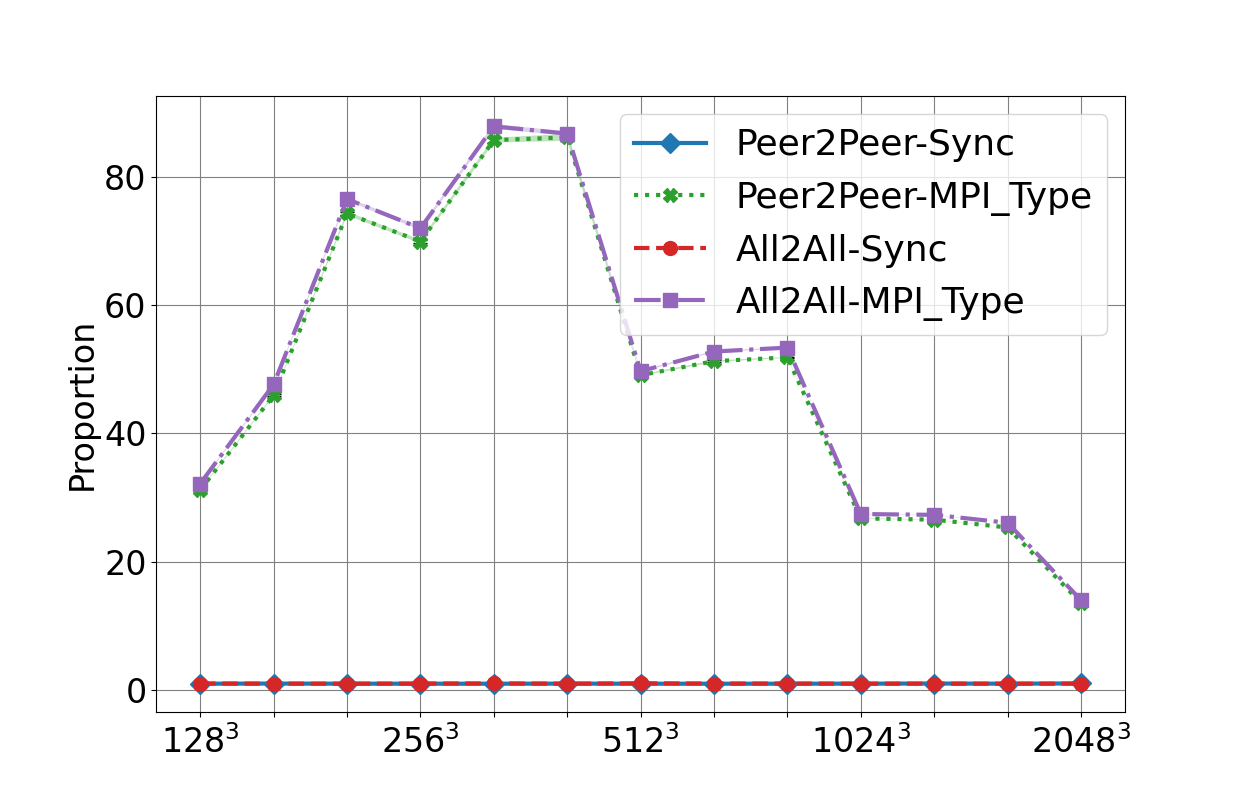 Peer2Peer-Sync
Peer2Peer-MPI_Type
All2All-Sync
All2All-MPI_Type
Proportion
80
60
40
20
0
128³
256³
512³
1024³
2048³